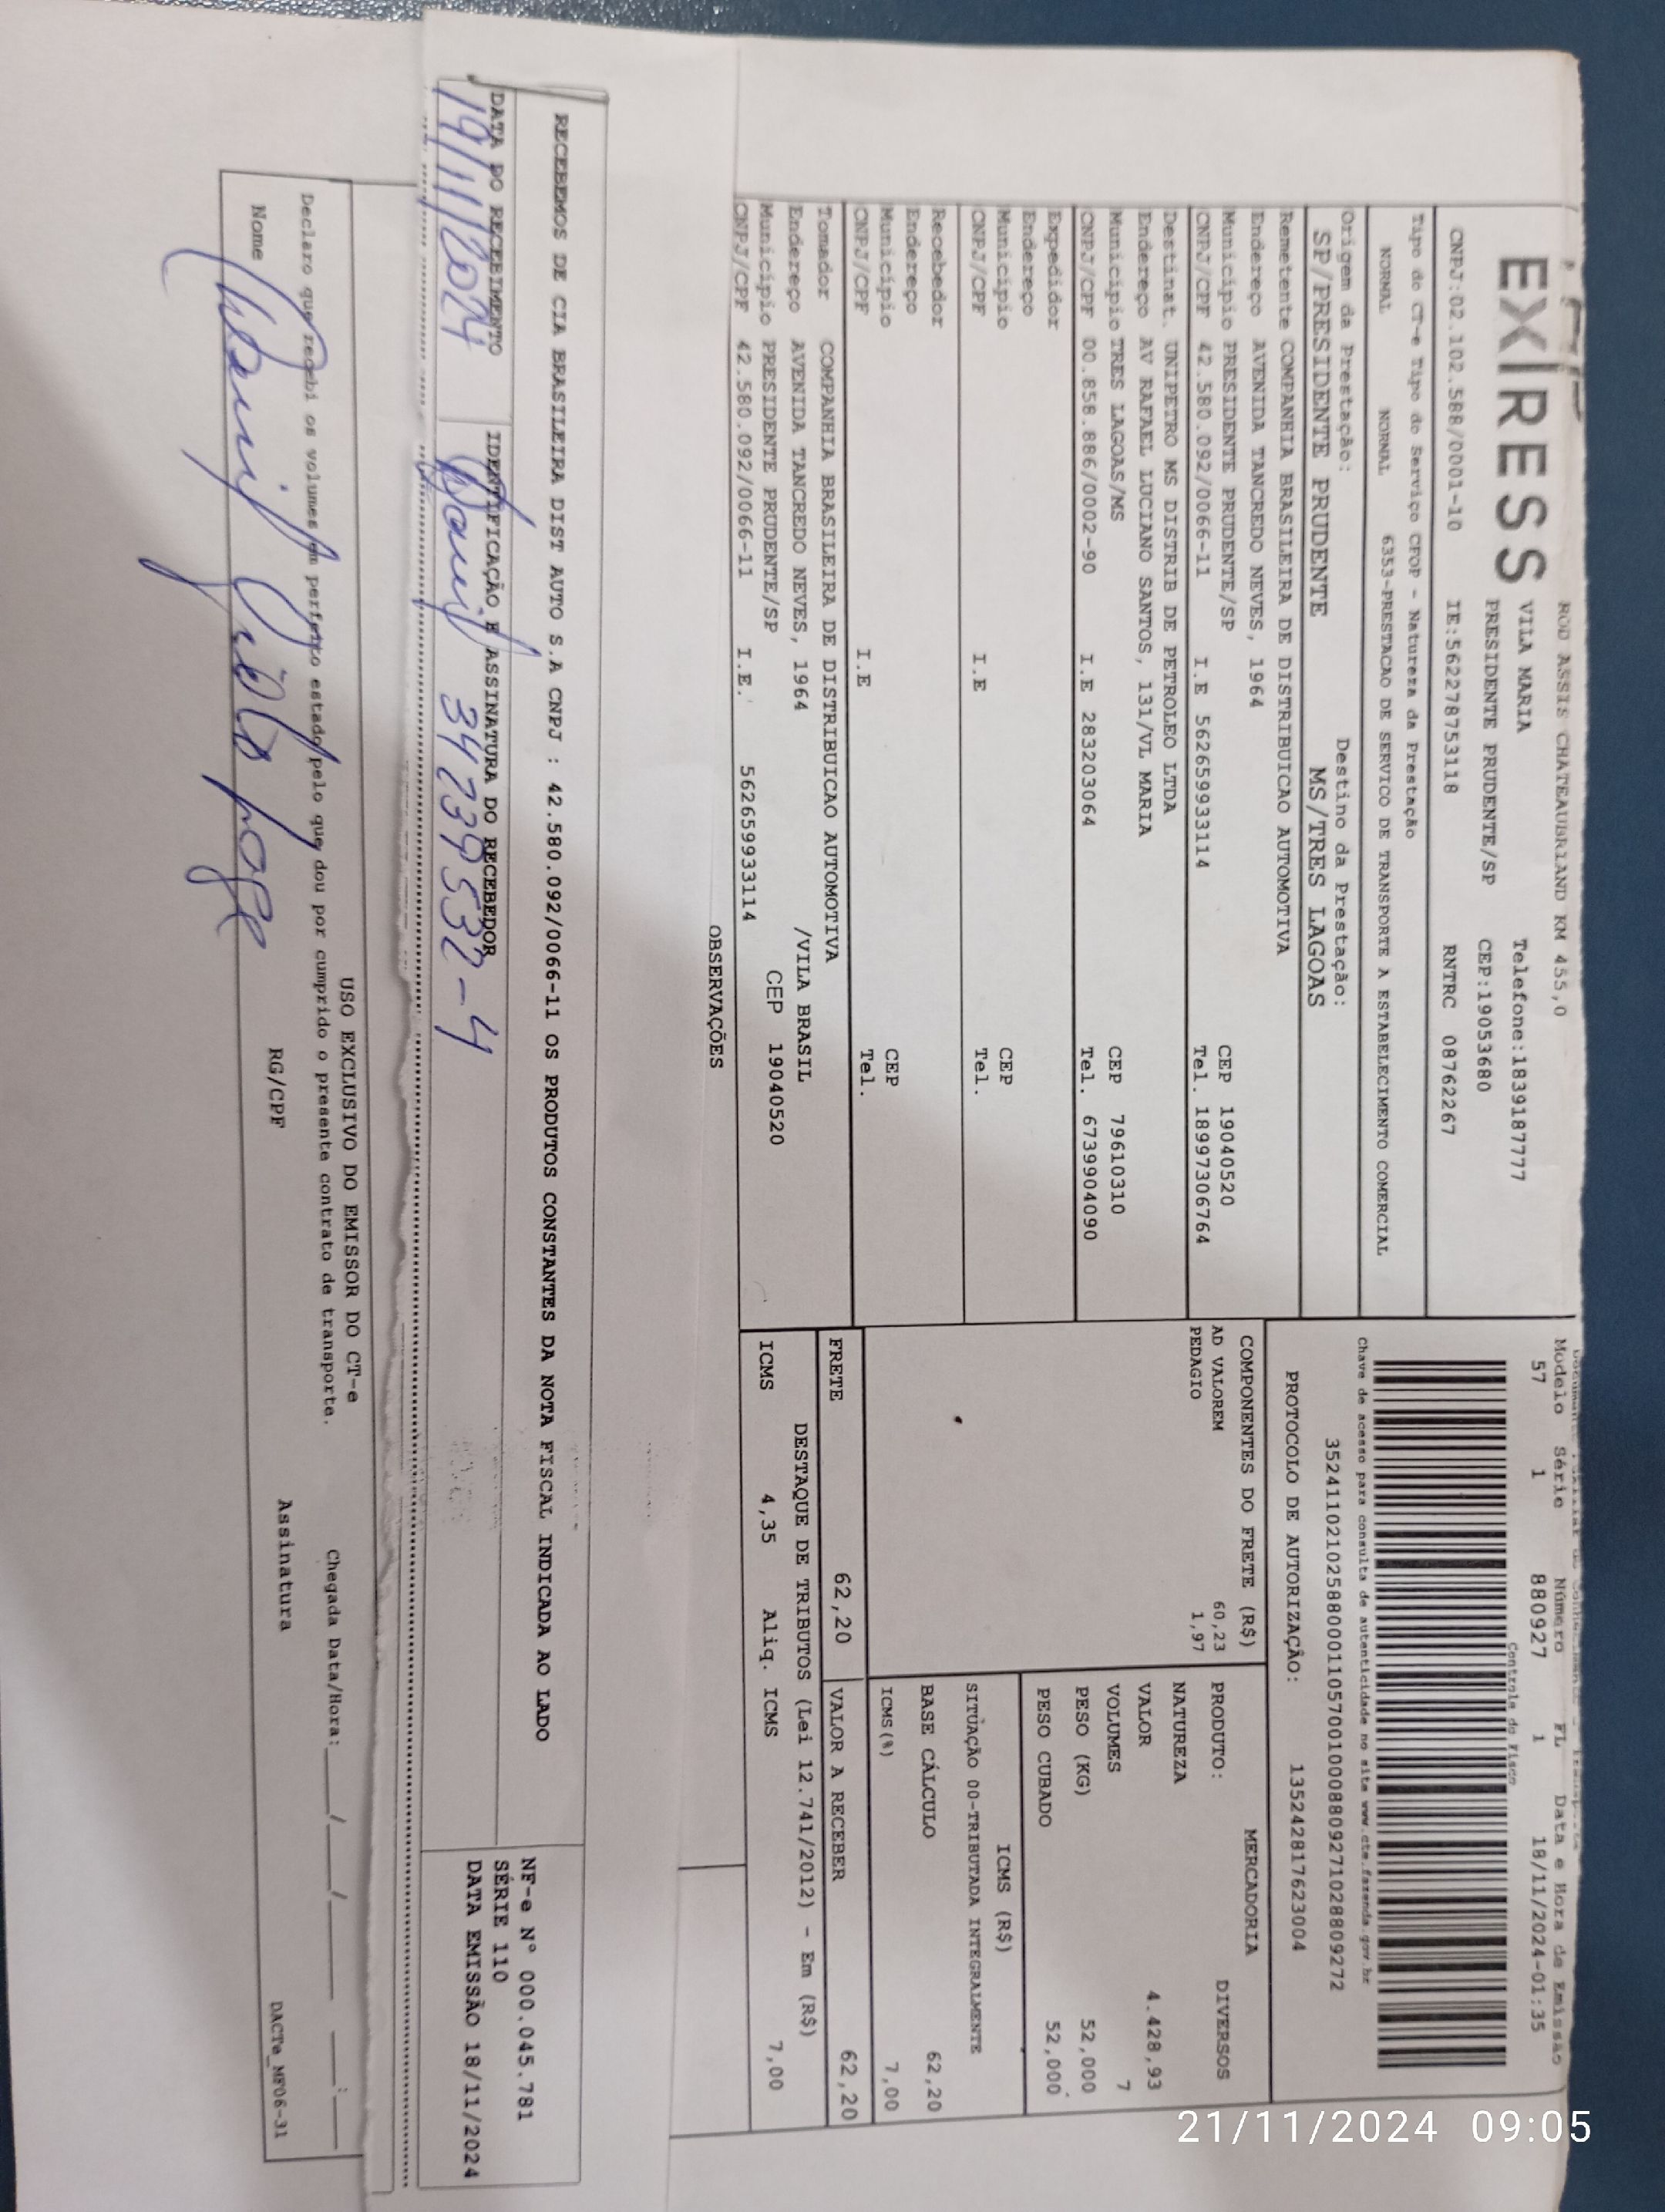 EXPRESS
ROD ASSIS CHATEAUBRIAND KM 455,0
VILA MARIA Telefone:1839187777
PRESIDENTE PRUDENTE/SP CEP:19053680
CNPJ:02.102.588/0001-10 IE:562278753118 RNTRC 08762267
Tipo do CT-e Tipo do Serviço CFOP - Natureza da Prestação
NORMAL NORMAL 6353-PRESTACAO DE SERVICO DE TRANSPORTE A ESTABELECIMENTO COMERCIAL
Origem da Prestação: Destino da Prestação:
SP/PRESIDENTE PRUDENTE MS/TRES LAGOAS
Remetente COMPANHIA BRASILEIRA DE DISTRIBUICAO AUTOMOTIVA
Endereço AVENIDA TANCREDO NEVES, 1964
Município PRESIDENTE PRUDENTE/SP CEP 19040520
CNPJ/CPF 42.580.092/0066-11 I.E 562659933114 Tel. 18997306764
Destinat. UNIPETRO MS DISTRIB DE PETROLEO LTDA
Endereço AV RAFAEL LUCIANO SANTOS, 131/VL MARIA
Município TRES LAGOAS/MS CEP 79610310
CNPJ/CPF 00.858.886/0002-90 I.E 283203064 Tel. 6739904090
Expedidor
Endereço
Município CEP
CNPJ/CPF I.E Tel.
Recebedor
Endereço
Município CEP
CNPJ/CPF I.E Tel.
Tomador COMPANHIA BRASILEIRA DE DISTRIBUICAO AUTOMOTIVA
Endereço AVENIDA TANCREDO NEVES, 1964 /VILA BRASIL
Município PRESIDENTE PRUDENTE/SP CEP 19040520
CNPJ/CPF 42.580.092/0066-11 I.E. 562659933114
OBSERVAÇÕES
Modelo Série Número FL Data e Hora de Emissão
57 1 880927 1 18/11/2024-01:35
Controle do Fisco
Chave de acesso para consulta de autenticidade no site www.cte.fazenda.gov.br
35241102102588000110570010008809271028809272
PROTOCOLO DE AUTORIZAÇÃO: 135242817623004
COMPONENTES DO FRETE (R$)
AD VALOREM 60,23
PEDAGIO 1,97
MERCADORIA
PRODUTO: DIVERSOS
NATUREZA
VALOR 4.428,93
VOLUMES 7
PESO (KG) 52,000
PESO CUBADO 52,000
ICMS (R$)
SITUAÇÃO 00-TRIBUTADA INTEGRALMENTE
BASE CÁLCULO 62,20
ICMS(%) 7,00
FRETE 62,20 VALOR A RECEBER 62,20
DESTAQUE DE TRIBUTOS (Lei 12.741/2012) - Em (R$)
ICMS 4,35 Aliq. ICMS 7,00
RECEBEMOS DE CIA BRASILEIRA DIST AUTO S.A CNPJ : 42.580.092/0066-11 OS PRODUTOS CONSTANTES DA NOTA FISCAL INDICADA AO LADO
DATA DO RECEBIMENTO IDENTIFICAÇÃO E ASSINATURA DO RECEBEDOR
19/11/2024 34739532-4
NF-e N° 000.045.781
SÉRIE 110
DATA EMISSÃO 18/11/2024
USO EXCLUSIVO DO EMISSOR DO CT-e
Declaro que recebi os volumes em perfeito estado pelo que dou por cumprido o presente contrato de transporte. Chegada Data/Hora:____/____/____ __:__
Nome RG/CPF Assinatura
DACTe_MF06-31
21/11/2024 09:05